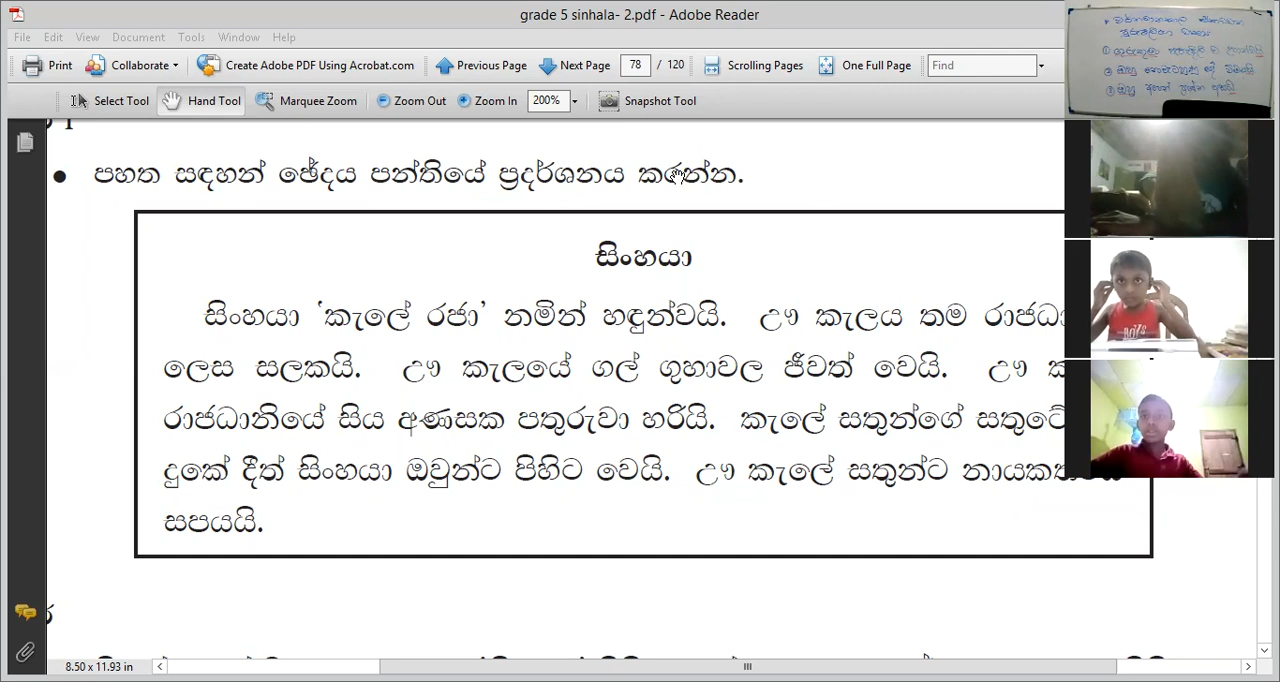 grade 5 sinhala- 2.pdf - Adobe Reader
File Edit View Document Tools Window Help
Print Collaborate Create Adobe PDF Using Acrobat.com Previous Page Next Page 78 / 120 Scrolling Pages One Full Page Find
Select Tool Hand Tool Marquee Zoom Zoom Out Zoom In 200% Snapshot Tool
• පහත සඳහන් ඡේදය පන්තියේ ප්‍රදර්ශනය කරන්න.
සිංහයා
සිංහයා ‘කැලේ රජා’ නමින් හඳුන්වයි. ඌ කැලය තම
ලෙස සලකයි. ඌ කැලයේ ගල් ගුහාවල ජීවත් වෙයි. ඌ
රාජධානියේ සිය අණසක පතුරුවා හරියි. කැලේ සතුන්ගේ සතුටේ
දුකේ දීත් සිංහයා ඔවුන්ට පිහිට වෙයි. ඌ කැලේ සතුන්ට
සපයයි.
8.50 x 11.93 in